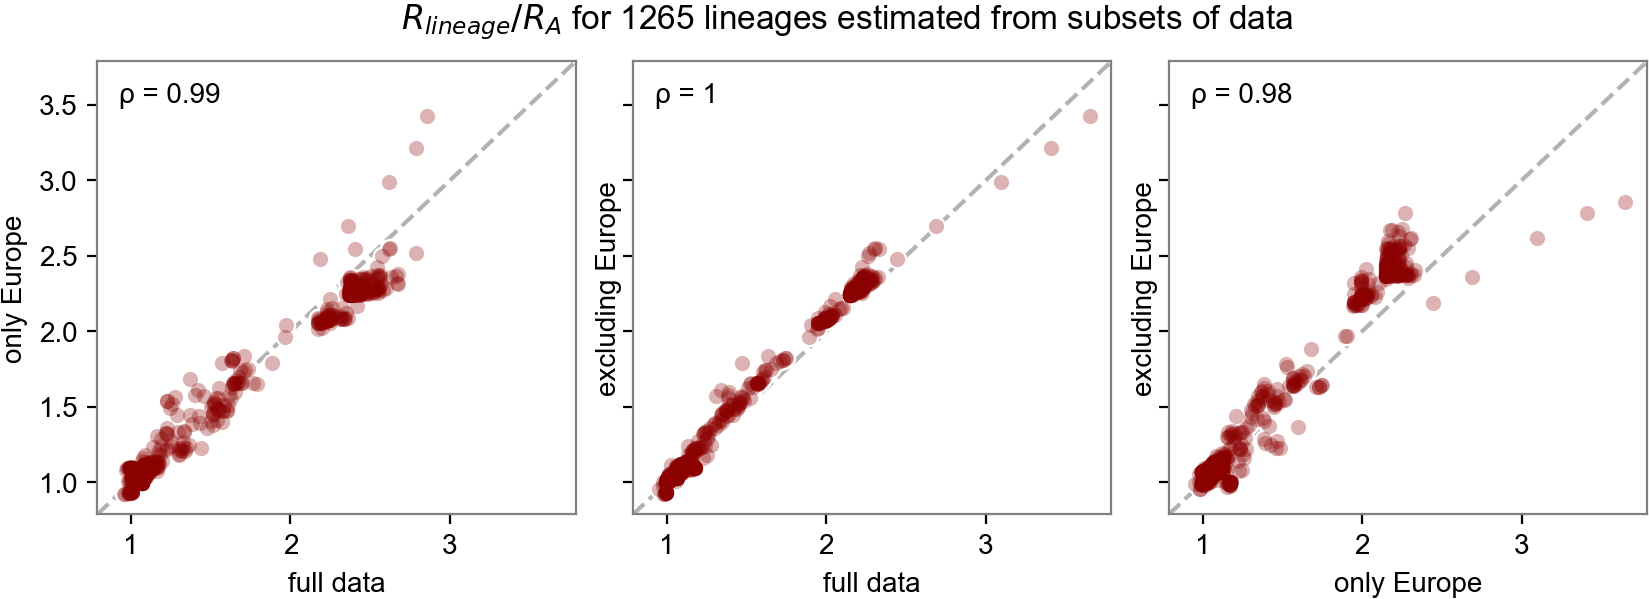 R_lineage/R_A for 1265 lineages estimated from subsets of data
ρ = 0.99
ρ = 1
ρ = 0.98
only Europe
3.5
3.0
2.5
2.0
1.5
1.0
1 2 3
full data
excluding Europe
1 2 3
full data
excluding Europe
1 2 3
only Europe